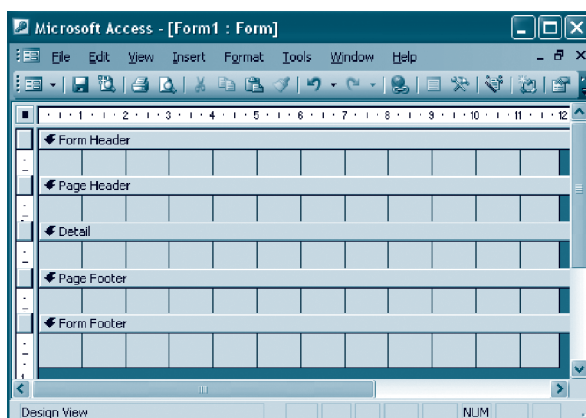 Microsoft Access - [Form1 : Form]
File Edit View Insert Format Tools Window Help
1 2 3 4 5 6 7 8 9 10 11 12
Form Header
Page Header
Detail
Page Footer
Form Footer
Design View NUM